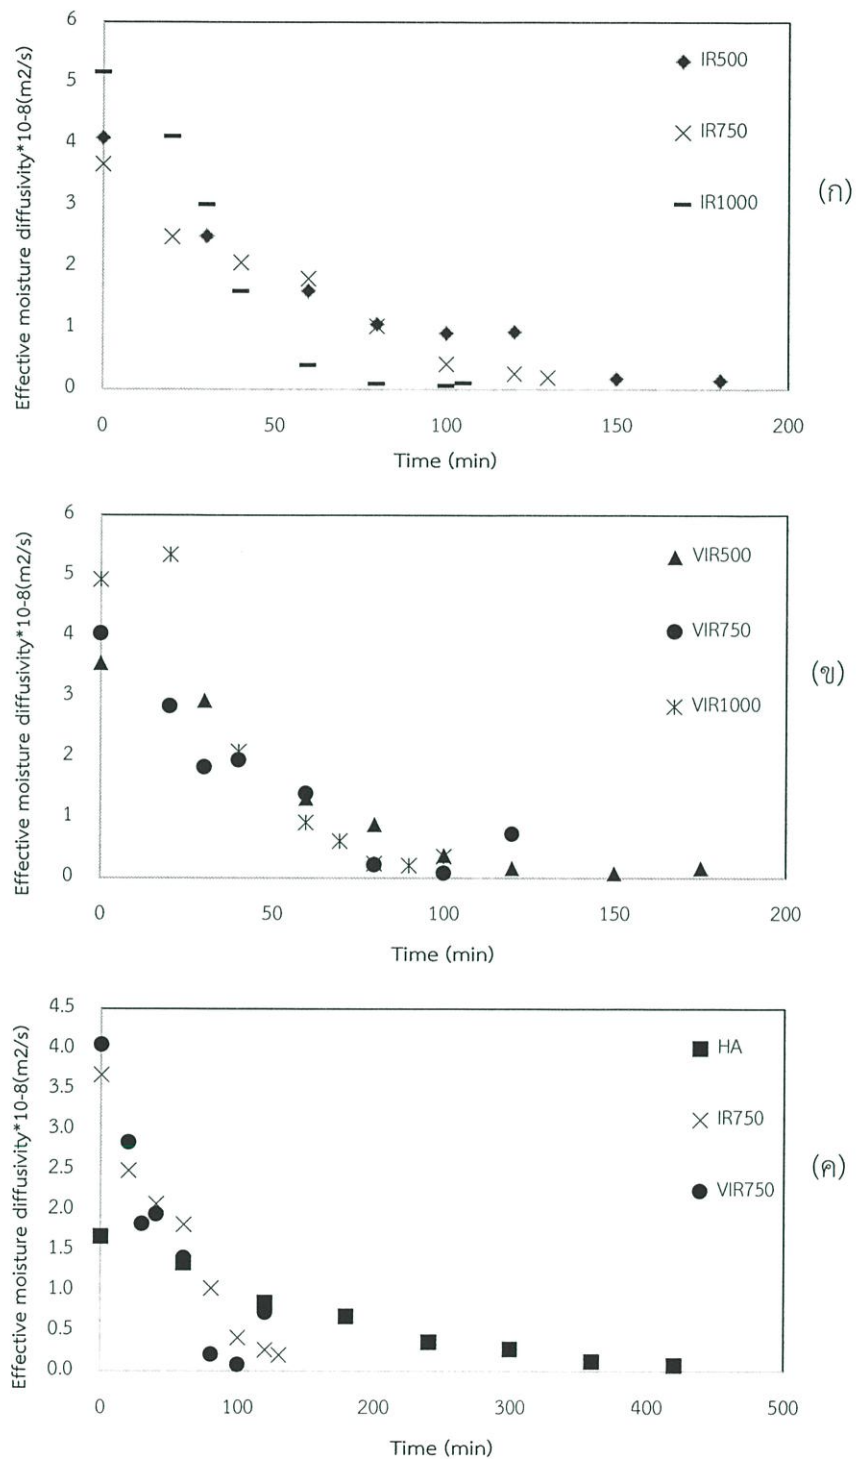 Effective moisture diffusivity*10-8(m2/s)
6
5
4
3
2
1
0
0
50
100
150
200
Time (min)
IR500
IR750
IR1000
(ก)
Effective moisture diffusivity*10-8(m2/s)
6
5
4
3
2
1
0
0
50
100
150
200
Time (min)
VIR500
VIR750
VIR1000
(ข)
Effective moisture diffusivity*10-8(m2/s)
4.5
4.0
3.5
3.0
2.5
2.0
1.5
1.0
0.5
0.0
0
100
200
300
400
500
Time (min)
HA
IR750
VIR750
(ค)